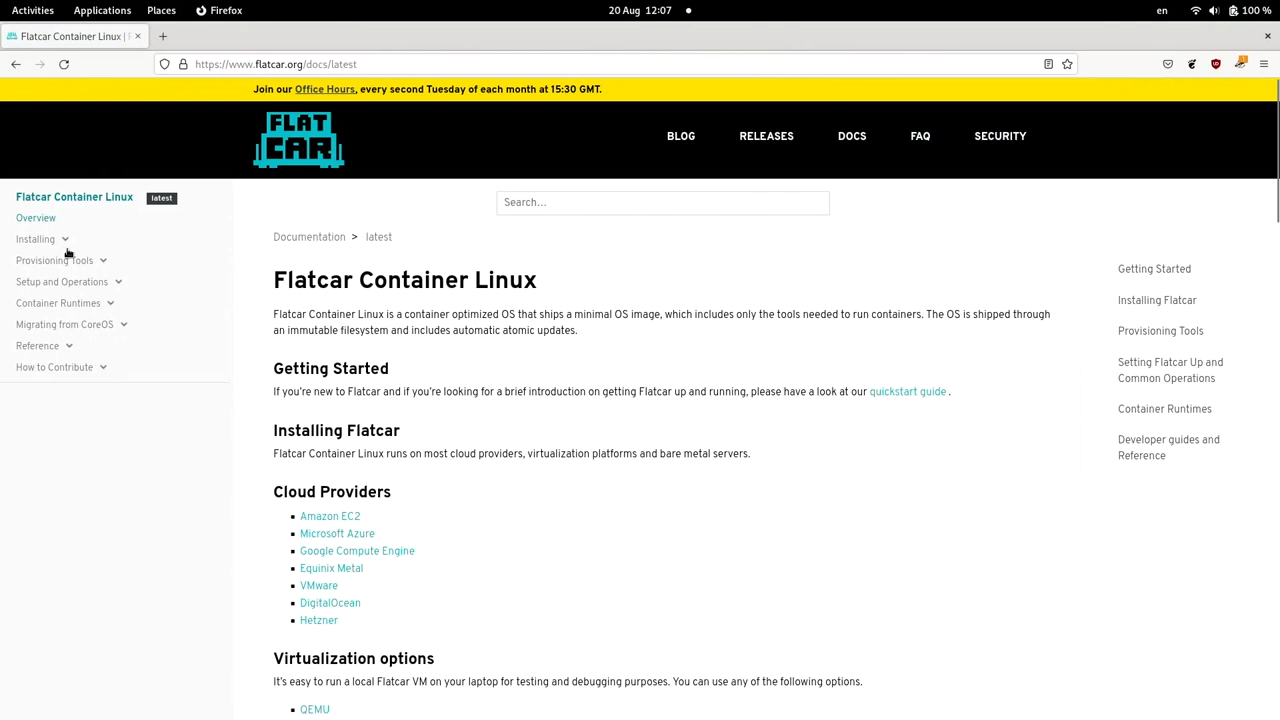 Activities Applications Places Firefox 20 Aug 12:07 en 100 %
Flatcar Container Linux | F
https://www.flatcar.org/docs/latest
Join our Office Hours, every second Tuesday of each month at 15:30 GMT.
FLAT
CAR
BLOG RELEASES DOCS FAQ SECURITY
Flatcar Container Linux latest
Overview
Installing
Provisioning Tools
Setup and Operations
Container Runtimes
Migrating from CoreOS
Reference
How to Contribute
Search...
Documentation > latest
Flatcar Container Linux
Flatcar Container Linux is a container optimized OS that ships a minimal OS image, which includes only the tools needed to run containers. The OS is shipped through
an immutable filesystem and includes automatic atomic updates.
Getting Started
If you're new to Flatcar and if you're looking for a brief introduction on getting Flatcar up and running, please have a look at our quickstart guide .
Installing Flatcar
Flatcar Container Linux runs on most cloud providers, virtualization platforms and bare metal servers.
Cloud Providers
Amazon EC2
Microsoft Azure
Google Compute Engine
Equinix Metal
VMware
DigitalOcean
Hetzner
Virtualization options
It's easy to run a local Flatcar VM on your laptop for testing and debugging purposes. You can use any of the following options.
QEMU
Getting Started
Installing Flatcar
Provisioning Tools
Setting Flatcar Up and
Common Operations
Container Runtimes
Developer guides and
Reference